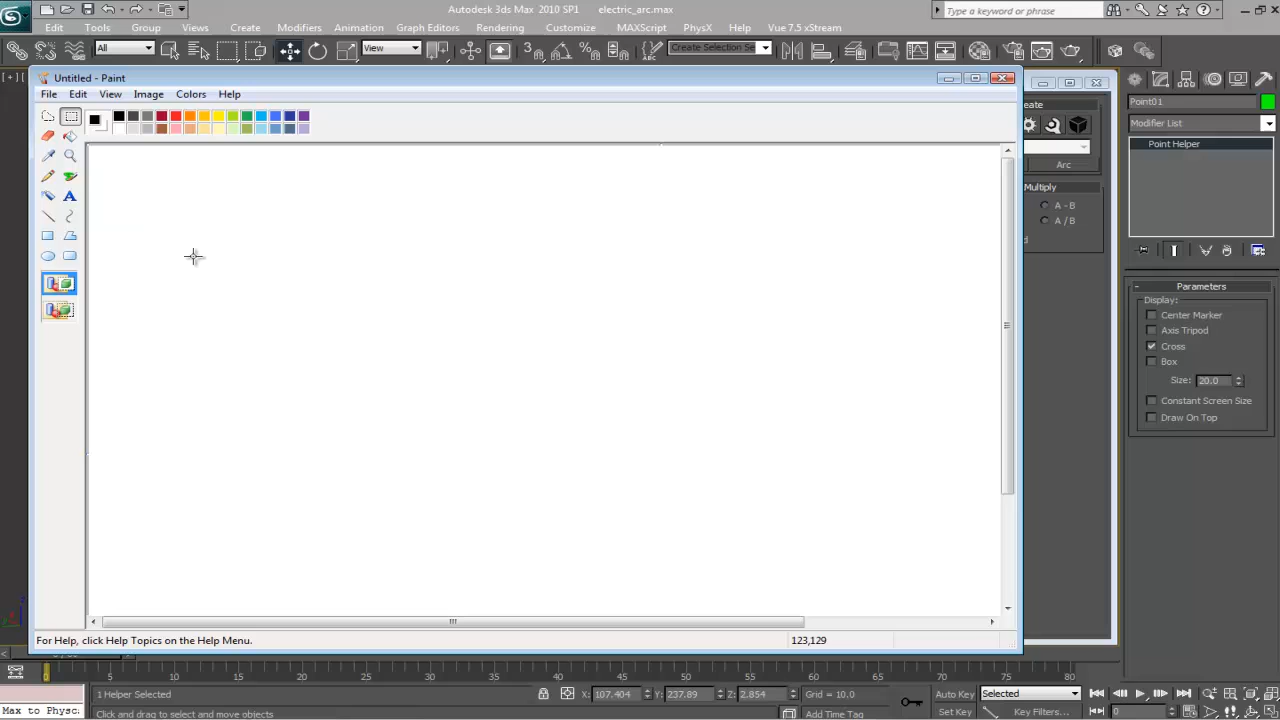 Autodesk 3ds Max 2010 SP1 electric_arc.max
Type a keyword or phrase
Edit Tools Group Views Create Modifiers Animation Graph Editors Rendering Customize MAXScript PhysX Help Vue 7.5 xStream
All View Create Selection Se
[ + ]
Untitled - Paint
File Edit View Image Colors Help
Point01
Modifier List
Point Helper
Arc
Multiply
A - B
A / B
Parameters
Display:
Center Marker
Axis Tripod
Cross
Box
Size: 20.0
Constant Screen Size
Draw On Top
For Help, click Help Topics on the Help Menu. 123,129
0 5 10 15 20 25 30 35 40 45 50 55 60 65 70 75 80
1 Helper Selected X: 107.404 Y: 237.89 Z: 2.854 Grid = 10.0 Auto Key Selected
Max to Physc Click and drag to select and move objects Add Time Tag Set Key Key Filters... 0